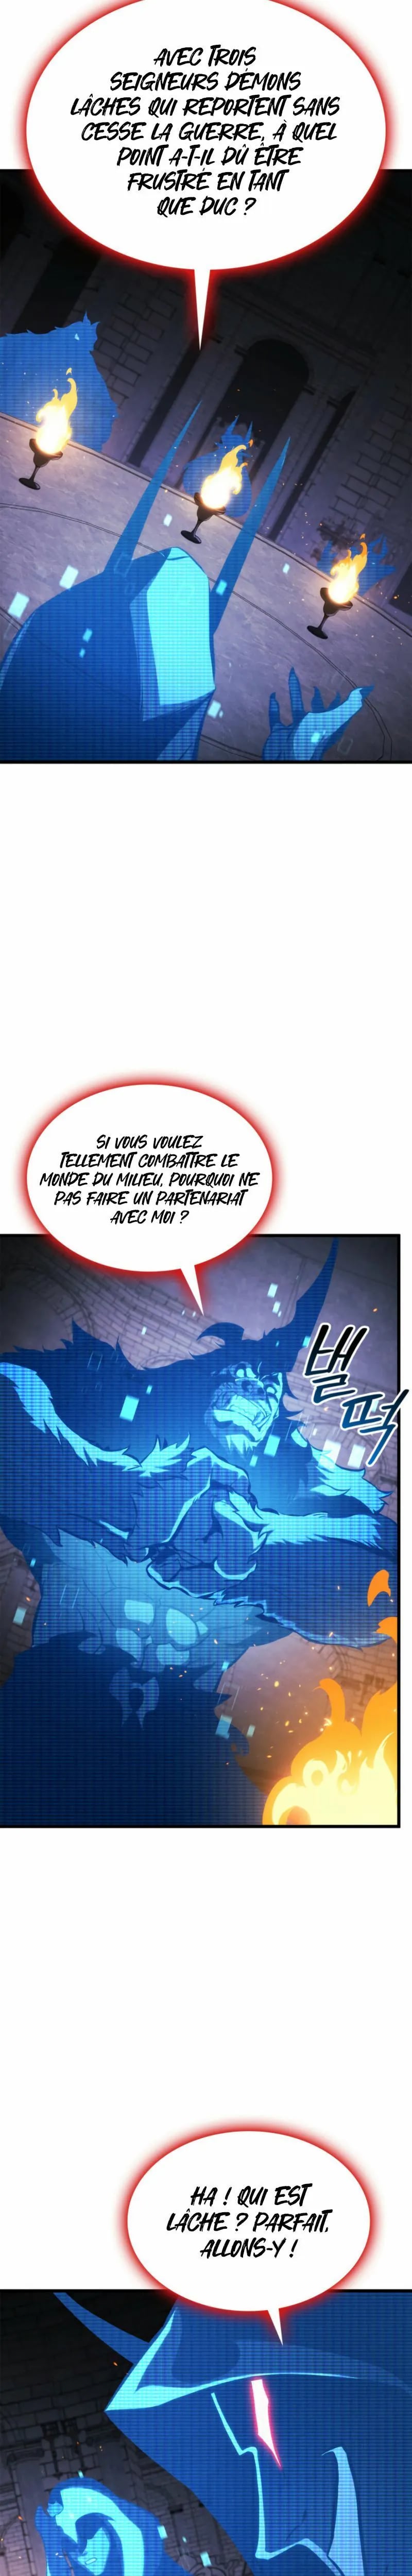 AVEC TROIS
SEIGNEURS DÉMONS
LÂCHES QUI REPORTENT SANS
CESSE LA GUERRE, À QUEL
POINT A-T-IL DÛ ÊTRE
FRUSTRÉ EN TANT
QUE DUC ?
SI VOUS VOULEZ
TELLEMENT COMBATTRE LE
MONDE DU MILIEU, POURQUOI NE
PAS FAIRE UN PARTENARIAT
AVEC MOI ?
벌
떡
HA ! QUI EST
LÂCHE ? PARFAIT,
ALLONS-Y !